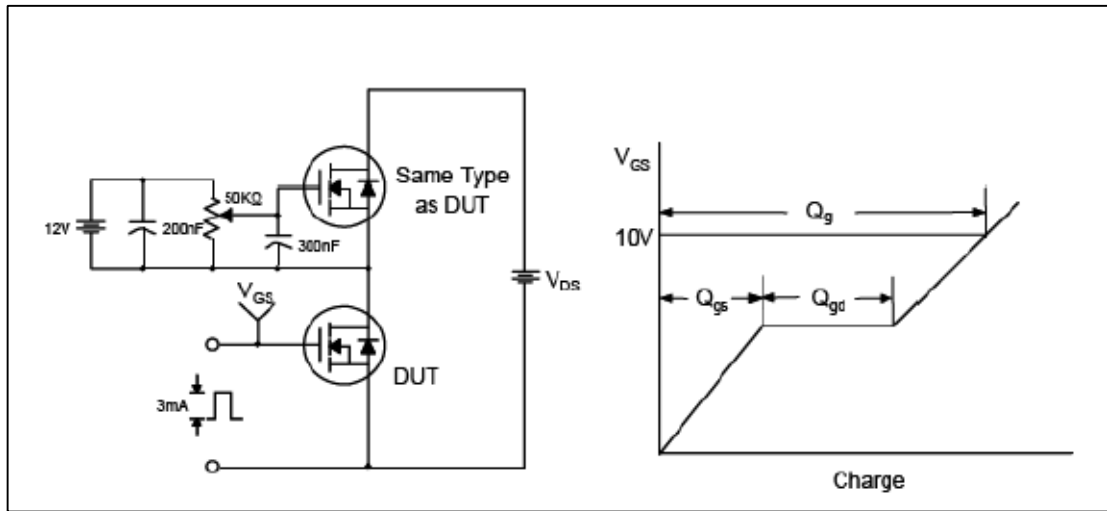 Same Type
as DUT
50KΩ
12V
200nF
300nF
VGS
VDS
DUT
3mA
VGS
Qg
10V
Qgs
Qgd
Charge